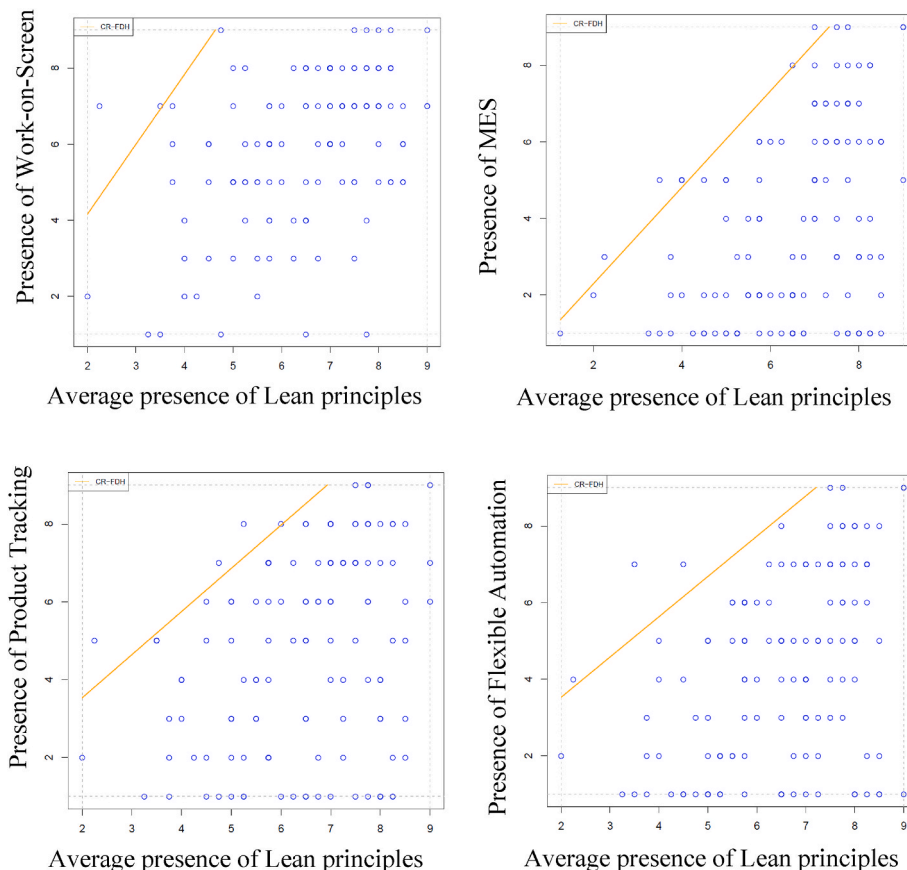 CR-FDH
Presence of Work-on-Screen
8
6
4
2
2 3 4 5 6 7 8 9
Average presence of Lean principles
CR-FDH
Presence of MES
8
6
4
2
2 4 6 8
Average presence of Lean principles
CR-FDH
Presence of Product Tracking
8
6
4
2
2 3 4 5 6 7 8 9
Average presence of Lean principles
CR-FDH
Presence of Flexible Automation
8
6
4
2
2 3 4 5 6 7 8 9
Average presence of Lean principles